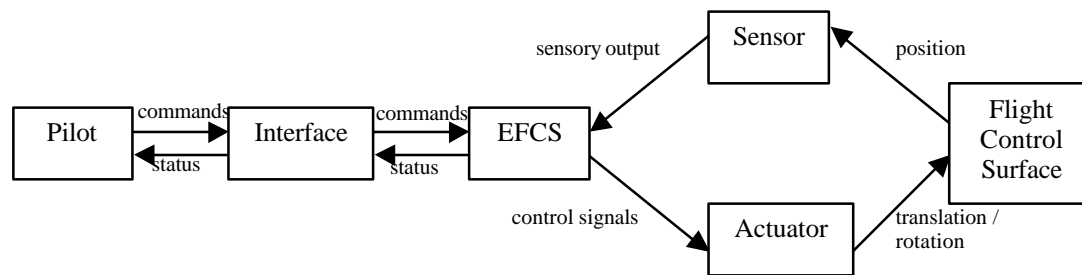 Sensor
sensory output
position
commands
commands
Pilot
Interface
EFCS
Flight
Control
Surface
status
status
control signals
Actuator
translation /
rotation